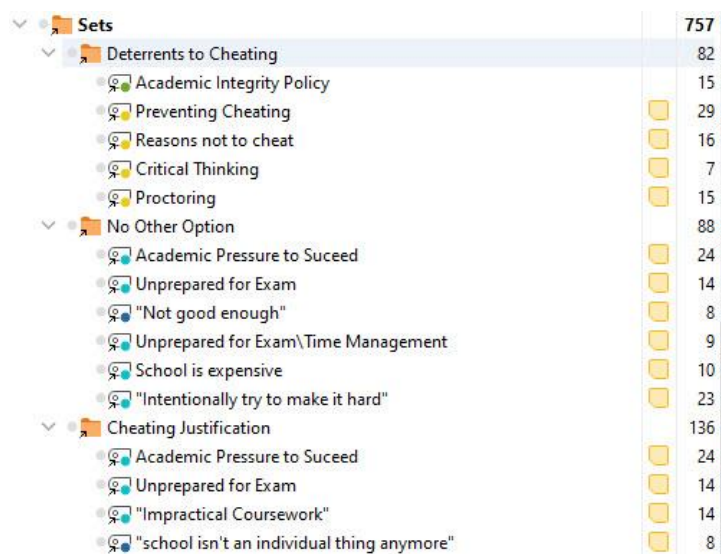 Sets 757
Deterrents to Cheating 82
Academic Integrity Policy 15
Preventing Cheating 29
Reasons not to cheat 16
Critical Thinking 7
Proctoring 15
No Other Option 88
Academic Pressure to Suceed 24
Unprepared for Exam 14
"Not good enough" 8
Unprepared for Exam\Time Management 9
School is expensive 10
"Intentionally try to make it hard" 23
Cheating Justification 136
Academic Pressure to Suceed 24
Unprepared for Exam 14
"Impractical Coursework" 14
"school isn't an individual thing anymore" 8